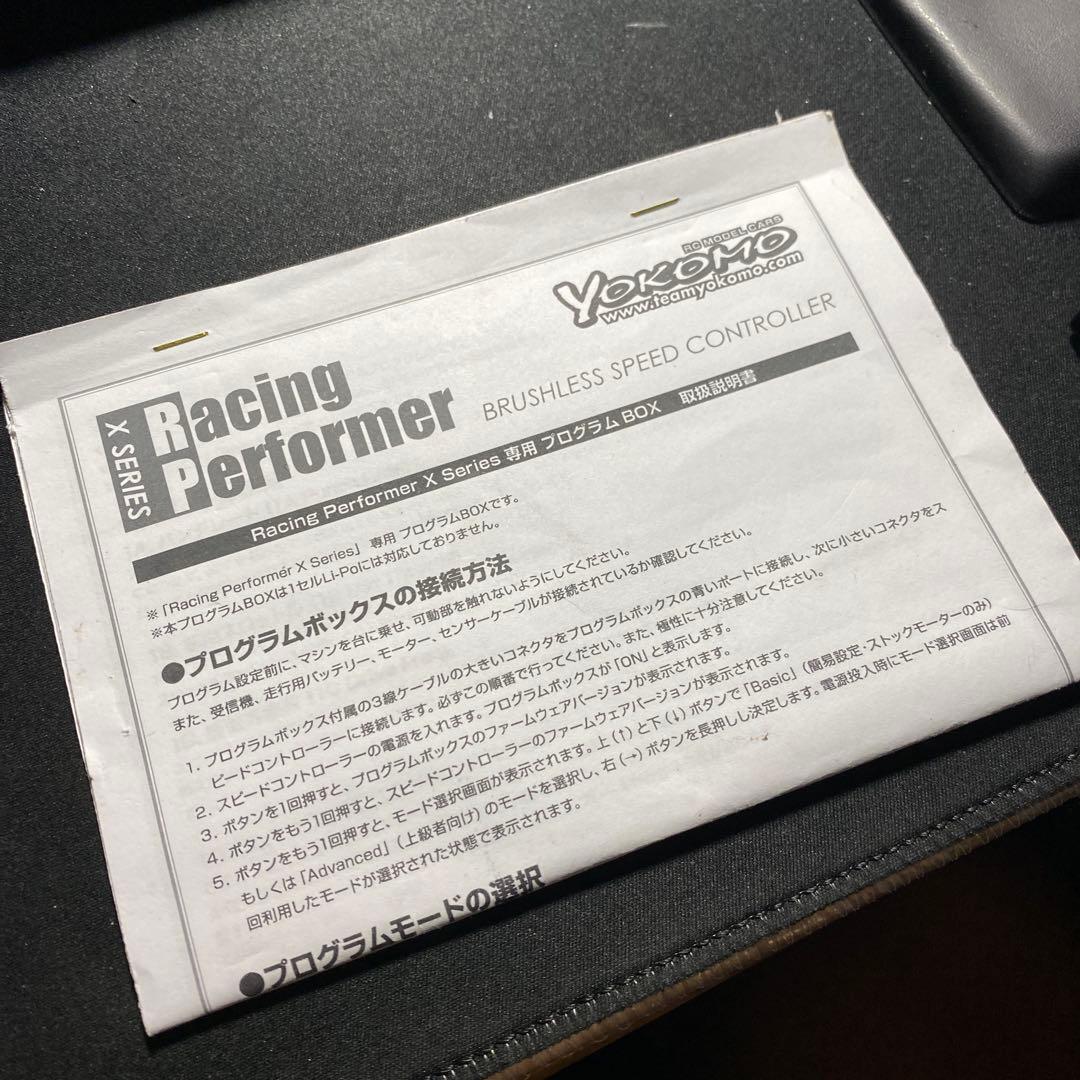 RC MODEL CARS
YOKOMO
www.teamyokomo.com
X SERIES
Racing
Performer
BRUSHLESS SPEED CONTROLLER
Racing Performer X Series 専用 プログラム BOX 取扱説明書
※「Racing Performer X Series」 専用 プログラムBOXです。
※本プログラムBOXは1セルLi-Poには対応しておりません。
●プログラムボックスの接続方法
プログラム設定前に、マシンを台に乗せ、可動部を触れないようにしてください。
また、受信機、走行用バッテリー、モーター、センサーケーブルが接続されているか確認してください。
1. プログラムボックス付属の3線ケーブルの大きいコネクタをプログラムボックスの青いポートに接続し、次に小さいコネクタをス
ピードコントローラーに接続します。必ずこの順番で行ってください。また、極性に十分注意してください。
2. スピードコントローラーの電源を入れます。プログラムボックスが「ON」と表示します。
3. ボタンを1回押すと、プログラムボックスのファームウェアバージョンが表示されます。
4. ボタンをもう1回押すと、スピードコントローラーのファームウェアバージョンが表示されます。
5. ボタンをもう1回押すと、モード選択画面が表示されます。上(↑)と下(↓)ボタンで「Basic」(簡易設定・ストックモーターのみ)
もしくは「Advanced」(上級者向け)のモードを選択し、右(→)ボタンを長押しし決定します。電源投入時にモード選択画面は前
回利用したモードが選択された状態で表示されます。
●プログラムモードの選択